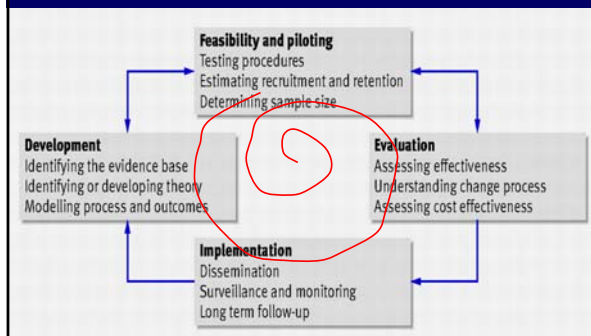 Feasibility and piloting
Testing procedures
Estimating recruitment and retention
Determining sample size
Development
Identifying the evidence base
Identifying or developing theory
Modelling process and outcomes
Evaluation
Assessing effectiveness
Understanding change process
Assessing cost effectiveness
Implementation
Dissemination
Surveillance and monitoring
Long term follow-up